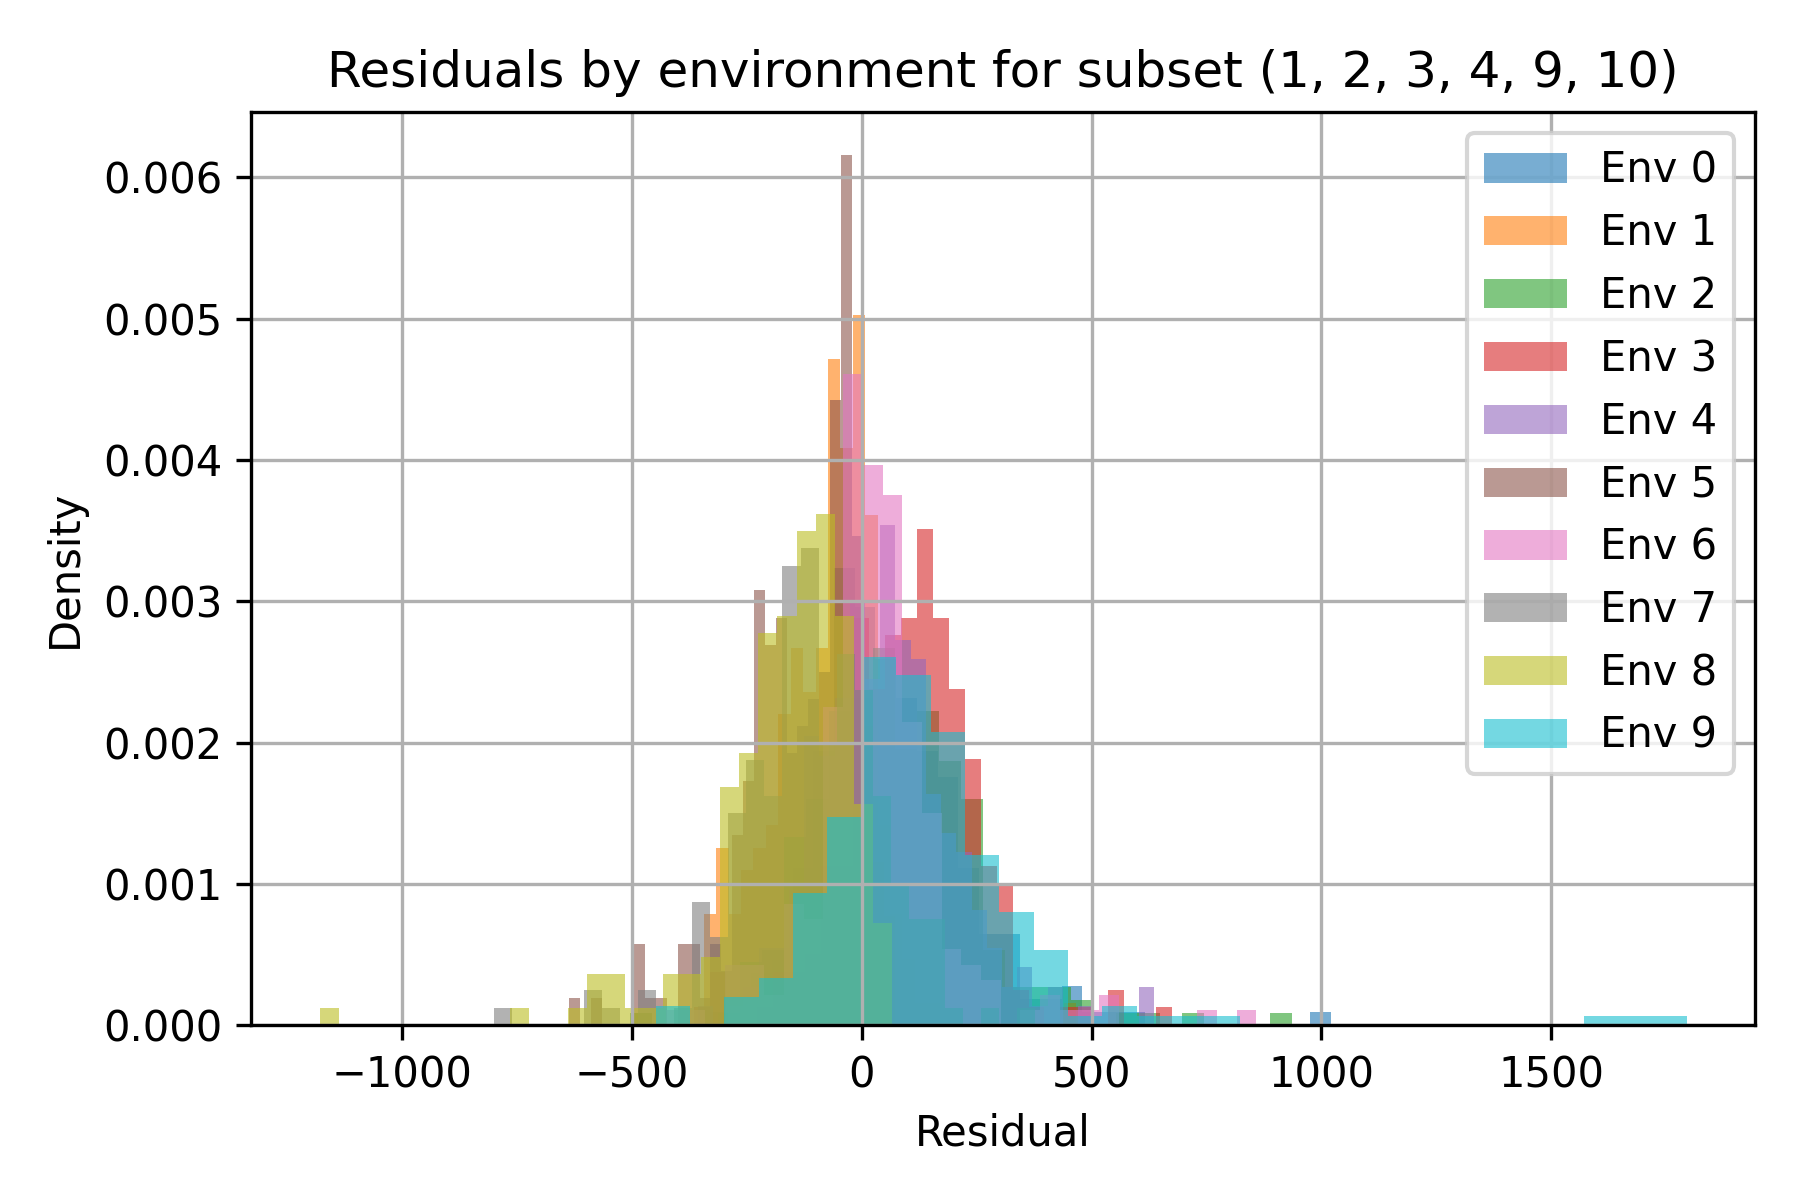 Residuals by environment for subset (1, 2, 3, 4, 9, 10)
0.006
0.005
0.004
0.003
0.002
0.001
0.000
Density
Env 0
Env 1
Env 2
Env 3
Env 4
Env 5
Env 6
Env 7
Env 8
Env 9
−1000
−500
0
500
1000
1500
Residual